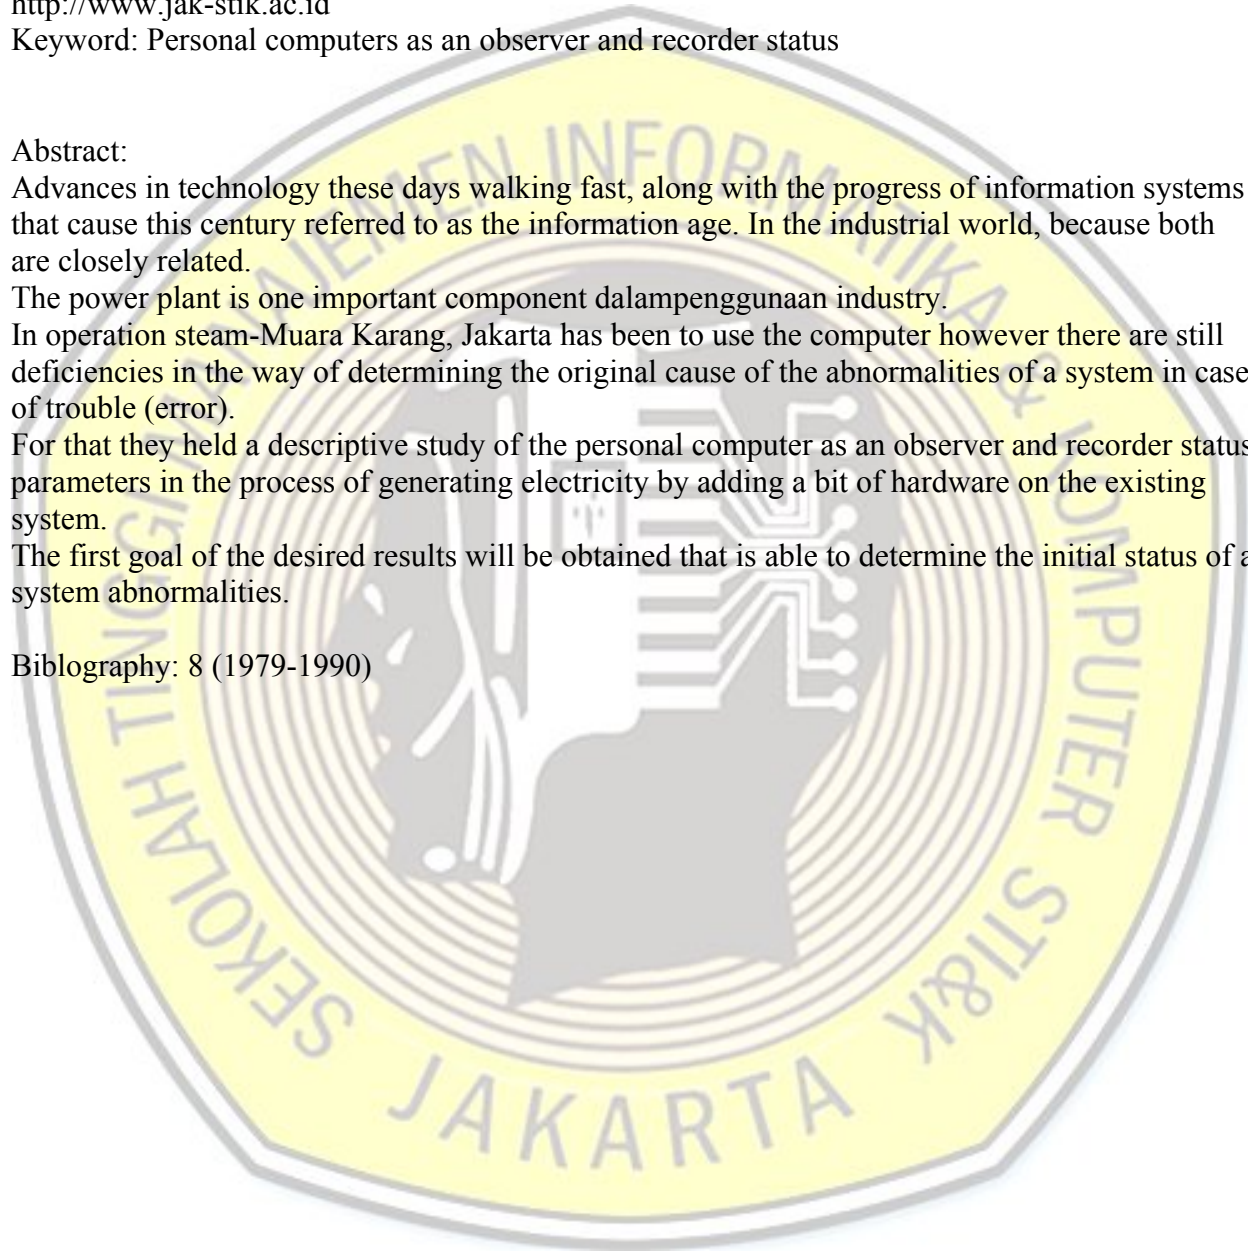 http://www.jak-stik.ac.id
Keyword: Personal computers as an observer and recorder status
Abstract:
Advances in technology these days walking fast, along with the progress of information systems
that cause this century referred to as the information age. In the industrial world, because both
are closely related.
The power plant is one important component dalampenggunaan industry.
In operation steam-Muara Karang, Jakarta has been to use the computer however there are still
deficiencies in the way of determining the original cause of the abnormalities of a system in case
of trouble (error).
For that they held a descriptive study of the personal computer as an observer and recorder status
parameters in the process of generating electricity by adding a bit of hardware on the existing
system.
The first goal of the desired results will be obtained that is able to determine the initial status of a
system abnormalities.
Biblography: 8 (1979-1990)
SEKOLAH TINGGI MANAJEMEN INFORMATIKA & KOMPUTER STI&K
JAKARTA